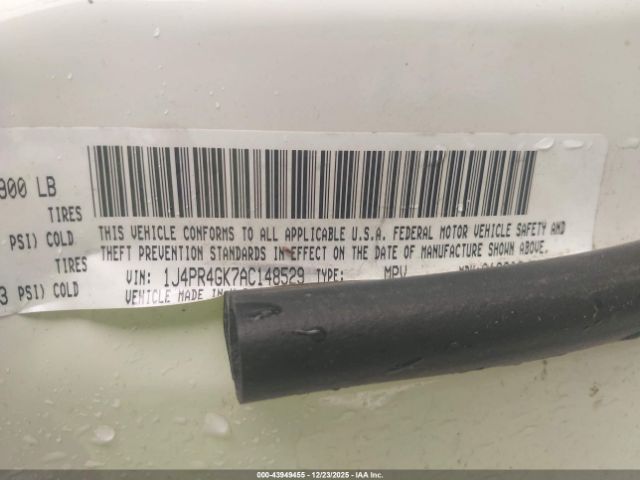 900 LB
TIRES
PSI) COLD
TIRES
3 PSI) COLD
THIS VEHICLE CONFORMS TO ALL APPLICABLE U.S.A. FEDERAL MOTOR VEHICLE SAFETY AND
THEFT PREVENTION STANDARDS IN EFFECT ON THE DATE OF MANUFACTURE SHOWN ABOVE.
VIN: 1J4PR4GK7AC148529 TYPE: MPV
VEHICLE MADE IN
000-43949455 - 12/23/2025 - IAA Inc.